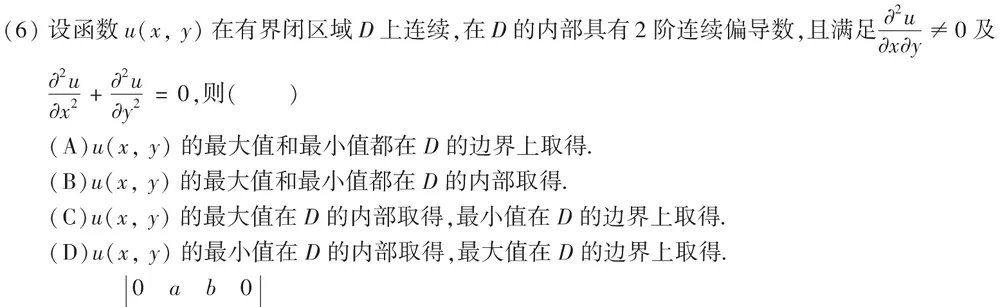 (6) 设函数 u(x, y) 在有界闭区域 D 上连续,在 D 的内部具有 2 阶连续偏导数,且满足 ∂²u/∂x∂y ≠ 0 及
∂²u/∂x² + ∂²u/∂y² = 0,则(  )
(A)u(x, y) 的最大值和最小值都在 D 的边界上取得.
(B)u(x, y) 的最大值和最小值都在 D 的内部取得.
(C)u(x, y) 的最大值在 D 的内部取得,最小值在 D 的边界上取得.
(D)u(x, y) 的最小值在 D 的内部取得,最大值在 D 的边界上取得.
|0 a b 0|